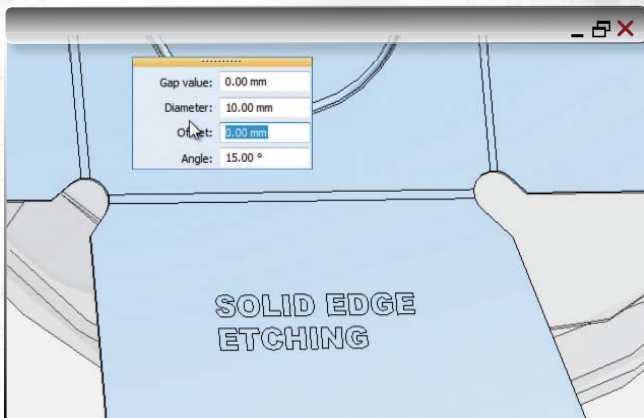 Gap value: 0.00 mm
Diameter: 10.00 mm
Offset: 0.00 mm
Angle: 15.00 °
SOLID EDGE
ETCHING